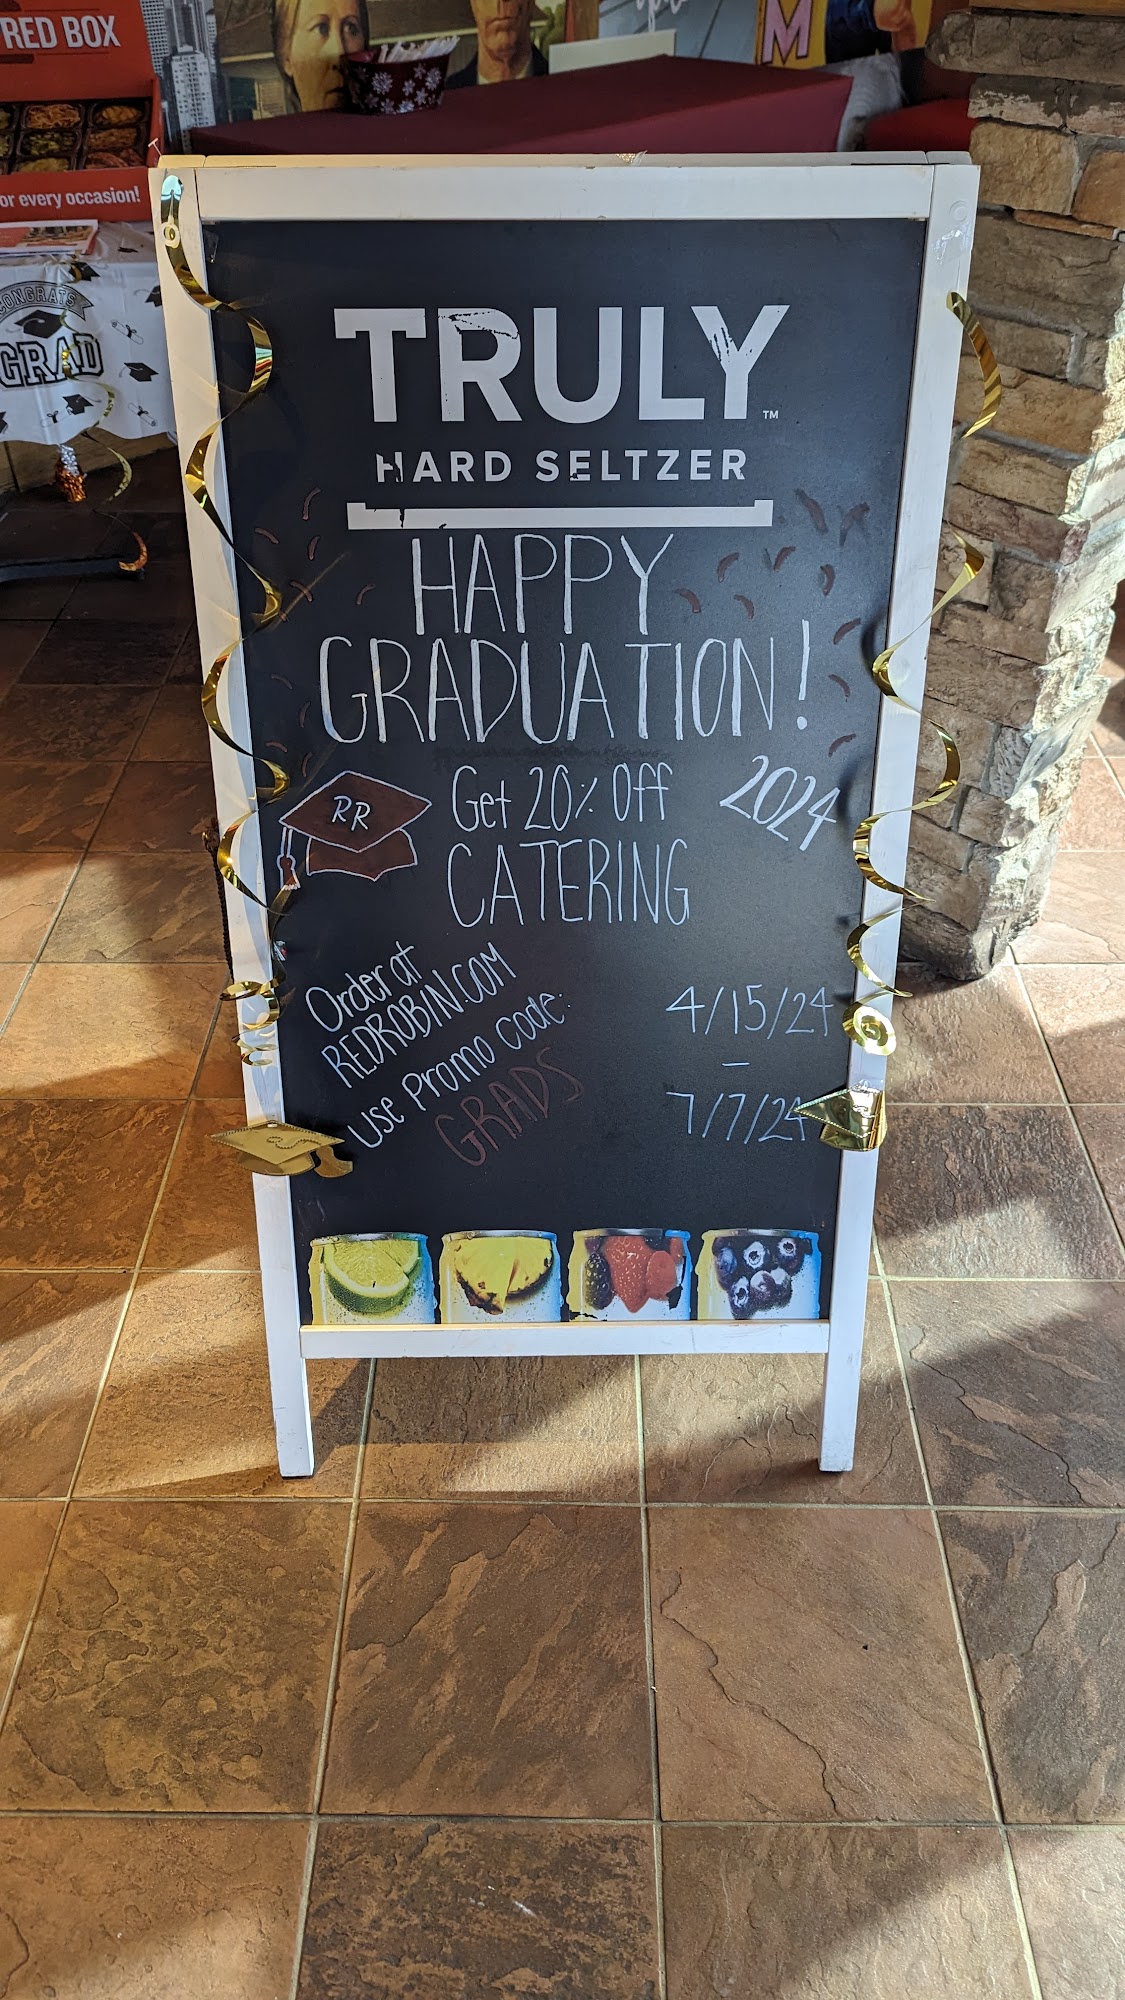 RED BOX
or every occasion!
M
CONGRATS
GRAD
TRULY™
HARD SELTZER
HAPPY
GRADUATION!
RR
Get 20% Off
2024
CATERING
Order at
REDROBIN.COM
Use Promo Code:
GRADS
4/15/24
-
7/7/24